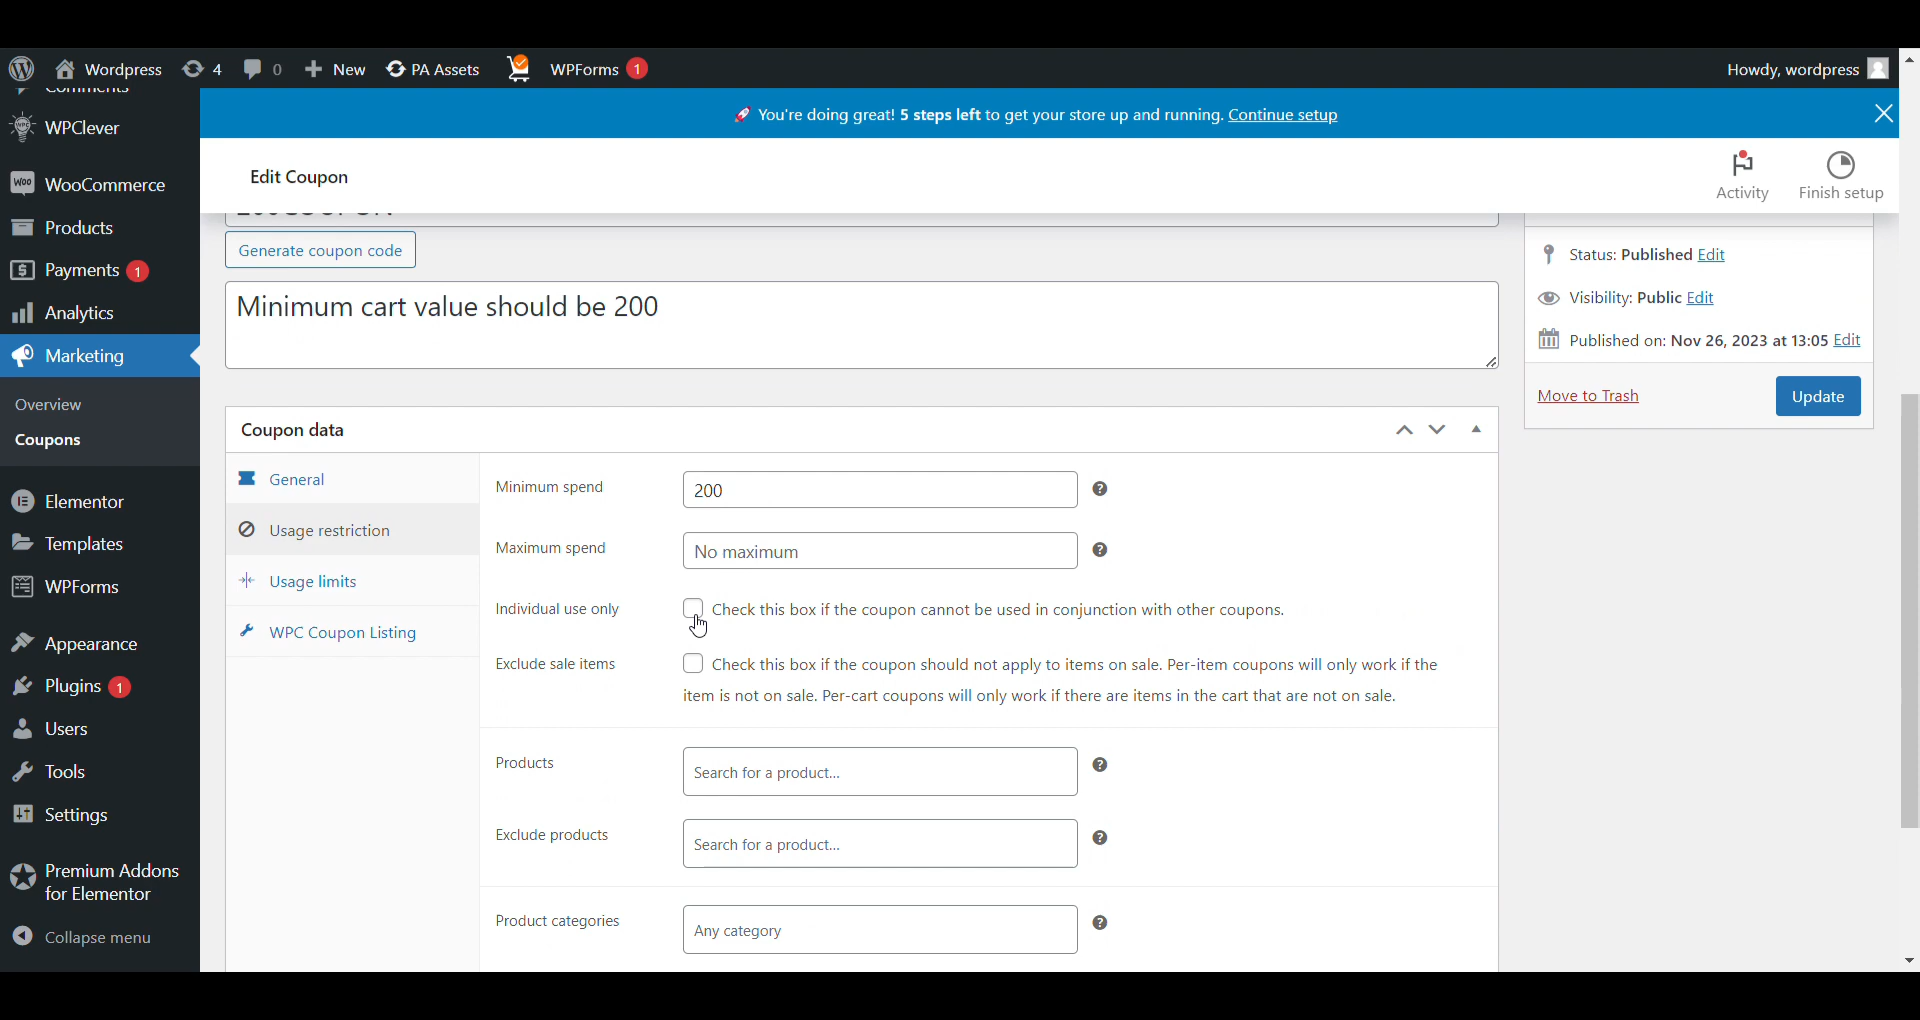 Wordpress 4 0 New PA Assets WPForms 1 Howdy, wordpress
WPClever
WooCommerce
Products
Payments 1
Analytics
Marketing
Overview
Coupons
Elementor
Templates
WPForms
Appearance
Plugins 1
Users
Tools
Settings
Premium Addons
for Elementor
Collapse menu
You're doing great! 5 steps left to get your store up and running. Continue setup
Edit Coupon
Activity
Finish setup
Generate coupon code
Minimum cart value should be 200
Coupon data
General
Usage restriction
Usage limits
WPC Coupon Listing
Minimum spend 200
Maximum spend No maximum
Individual use only Check this box if the coupon cannot be used in conjunction with other coupons.
Exclude sale items Check this box if the coupon should not apply to items on sale. Per-item coupons will only work if the
item is not on sale. Per-cart coupons will only work if there are items in the cart that are not on sale.
Products Search for a product...
Exclude products Search for a product...
Product categories Any category
Status: Published Edit
Visibility: Public Edit
Published on: Nov 26, 2023 at 13:05 Edit
Move to Trash
Update